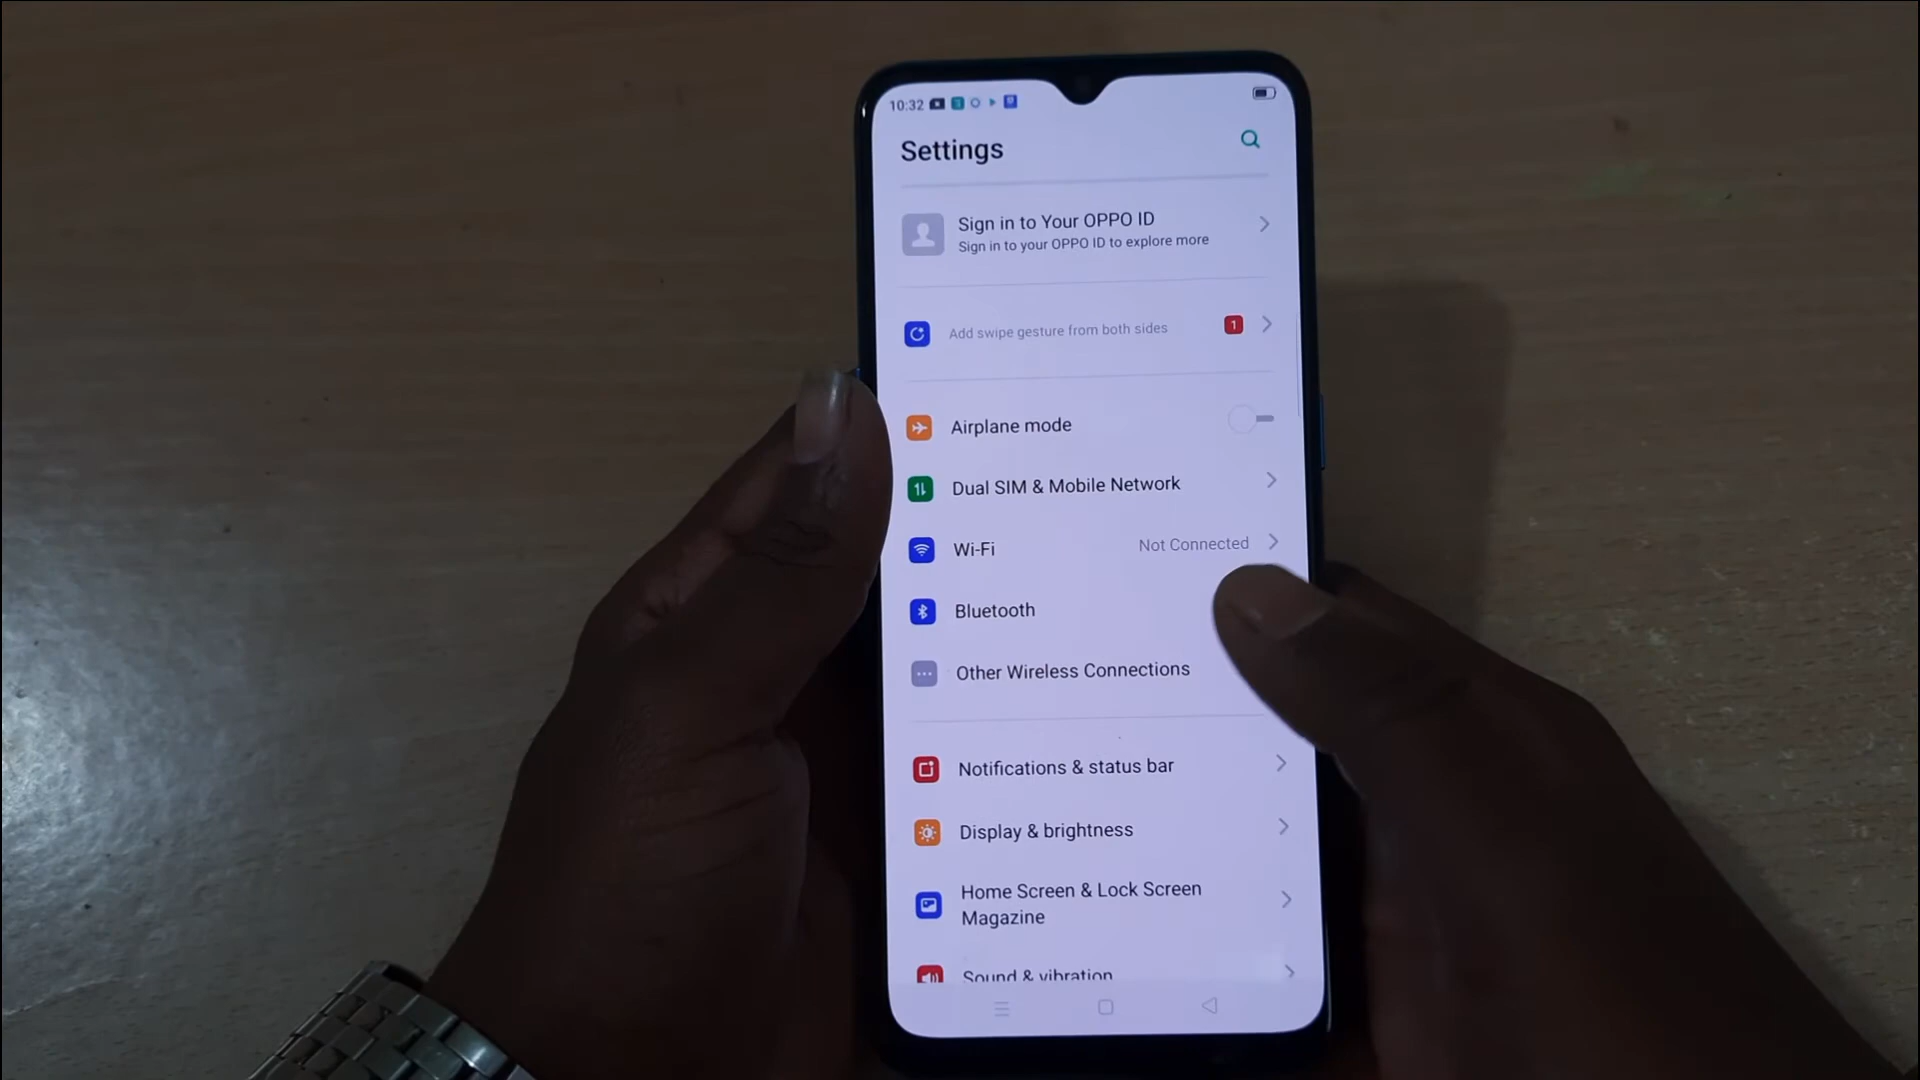 10:32
Settings
Sign in to Your OPPO ID
Sign in to your OPPO ID to explore more
Add swipe gesture from both sides
1
Airplane mode
Dual SIM & Mobile Network
Wi-Fi
Not Connected
Bluetooth
Other Wireless Connections
Notifications & status bar
Display & brightness
Home Screen & Lock Screen
Magazine
Sound & vibration